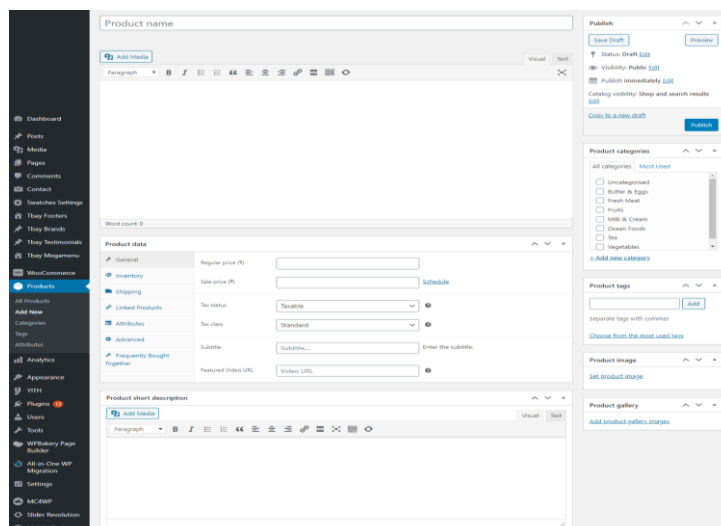 Dashboard
Posts
Media
Pages
Comments
Contact
Swatches Settings
Tbay Footers
Tbay Brands
Tbay Testimonials
Tbay Megamenu
WooCommerce
Products
All Products
Add New
Categories
Tags
Attributes
Analytics
Appearance
YITH
Plugins 13
Users
Tools
WPBakery Page
Builder
All-in-One WP
Migration
Settings
MC4WP
Slider Revolution
Product name
Add Media
Visual Text
Paragraph
Word count: 0
Product data
General
Inventory
Shipping
Linked Products
Attributes
Advanced
Frequently Bought
Together
Regular price (₹)
Sale price (₹) Schedule
Tax status Taxable
Tax class Standard
Subtitle Subtitle... Enter the subtitle.
Featured Video URL Video URL
Product short description
Add Media
Visual Text
Paragraph
Publish
Save Draft Preview
Status: Draft Edit
Visibility: Public Edit
Publish immediately Edit
Catalog visibility: Shop and search results
Edit
Copy to a new draft
Publish
Product categories
All categories Most Used
Uncategorised
Butter & Eggs
Fresh Meat
Fruits
Milk & Cream
Ocean Foods
Tea
Vegetables
+ Add new category
Product tags
Add
Separate tags with commas
Choose from the most used tags
Product image
Set product image
Product gallery
Add product gallery images